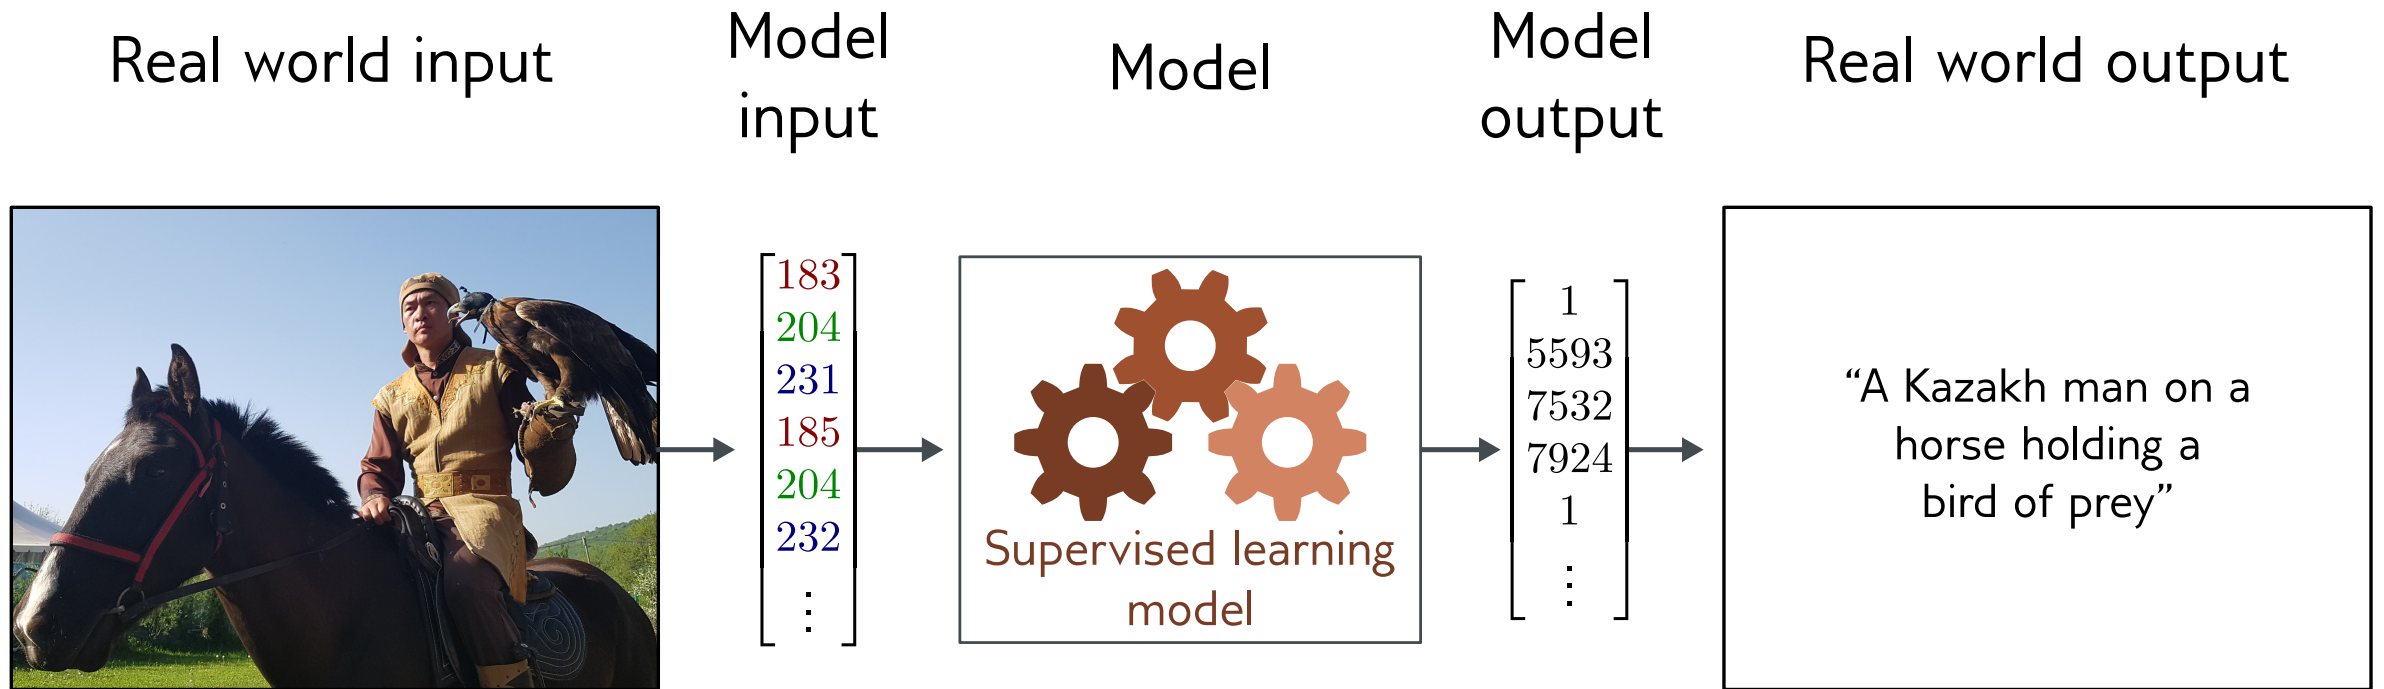 Real world input
Model
input
Model
Model
output
Real world output
183
204
231
185
204
232
⋮
Supervised learning
model
1
5593
7532
7924
1
⋮
“A Kazakh man on a
horse holding a
bird of prey”